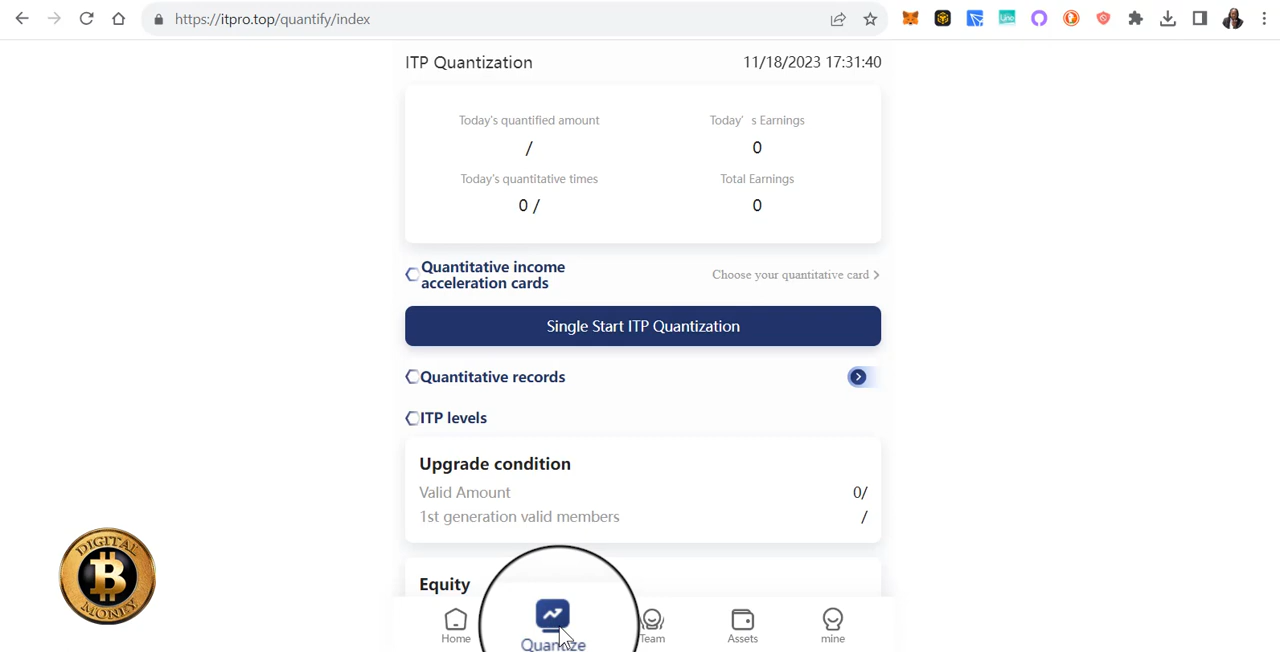 https://itpro.top/quantify/index
Uno
ITP Quantization
11/18/2023 17:31:40
Today's quantified amount
Today' s Earnings
/
0
Today's quantitative times
Total Earnings
0 /
0
Quantitative income
acceleration cards
Choose your quantitative card
Single Start ITP Quantization
Quantitative records
ITP levels
Upgrade condition
Valid Amount
0/
1st generation valid members
/
DIGITAL
MONEY
Equity
Home
Quantize
Team
Assets
mine